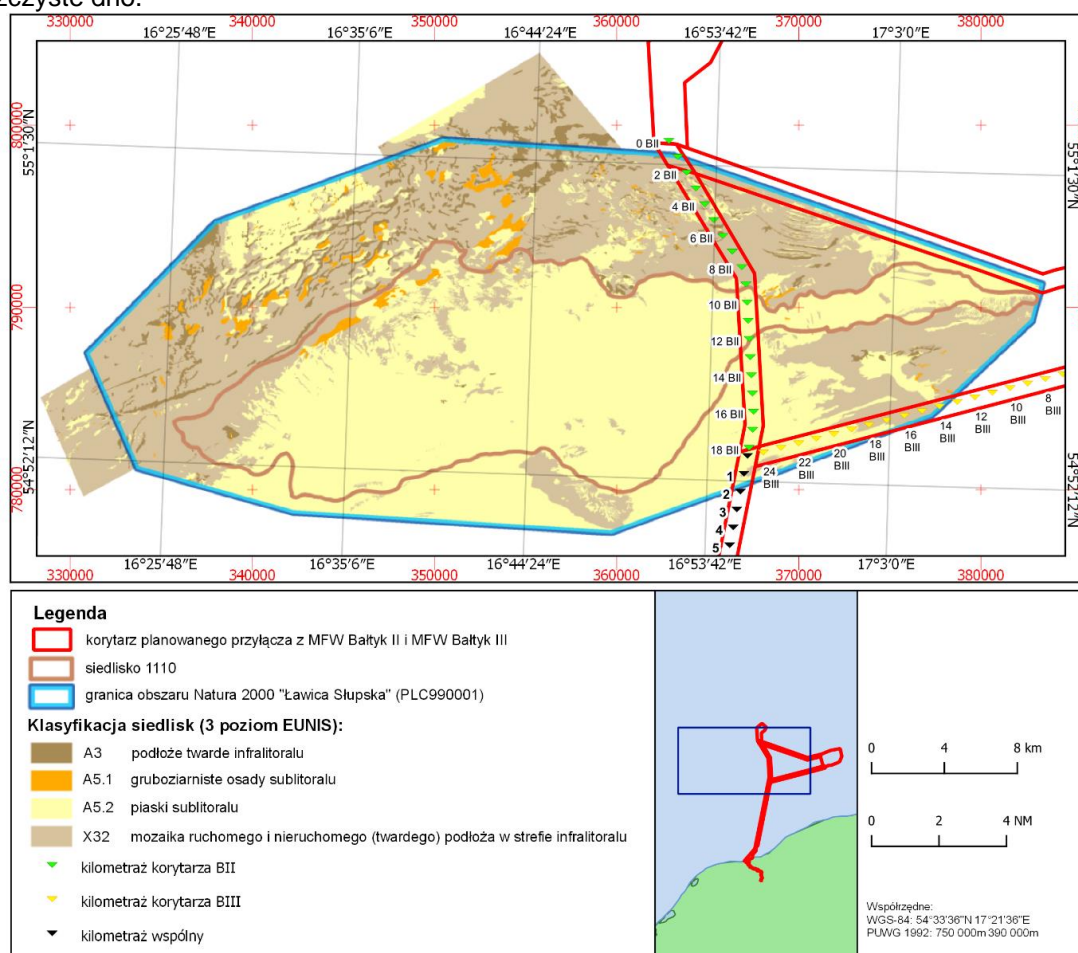 zczyste dno.
330000 340000 350000 360000 370000 380000
16°25'48"E 16°35'6"E 16°44'24"E 16°53'42"E 17°3'0"E
800000
55°1'30"N
790000
54°52'12"N
780000
800000
55°1'30"N
790000
54°52'12"N
780000
0 BII
2 BII
4 BII
6 BII
8 BII
10 BII
12 BII
14 BII
16 BII
18 BII
1
2
3
4
5
24 BIII
22 BIII
20 BIII
18 BIII
16 BIII
14 BIII
12 BIII
10 BIII
8 BIII
16°25'48"E 16°35'6"E 16°44'24"E 16°53'42"E 17°3'0"E
330000 340000 350000 360000 370000 380000
Legenda
korytarz planowanego przyłącza z MFW Bałtyk II i MFW Bałtyk III
siedlisko 1110
granica obszaru Natura 2000 "Ławica Słupska" (PLC990001)
Klasyfikacja siedlisk (3 poziom EUNIS):
A3 podłoże twarde infralitoralu
A5.1 gruboziarniste osady sublitoralu
A5.2 piaski sublitoralu
X32 mozaika ruchomego i nieruchomego (twardego) podłoża w strefie infralitoralu
kilometraż korytarza BII
kilometraż korytarza BIII
kilometraż wspólny
0 4 8 km
0 2 4 NM
Współrzędne:
WGS-84: 54°33'36"N 17°21'36"E
PUWG 1992: 750 000m 390 000m